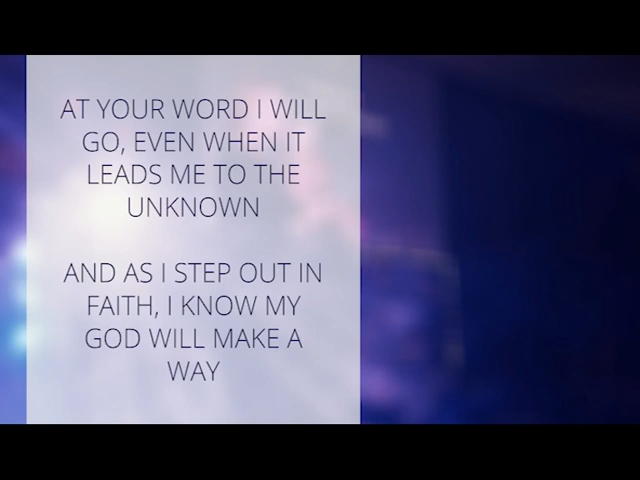 AT YOUR WORD I WILL
GO, EVEN WHEN IT
LEADS ME TO THE
UNKNOWN
AND AS I STEP OUT IN
FAITH, I KNOW MY
GOD WILL MAKE A
WAY